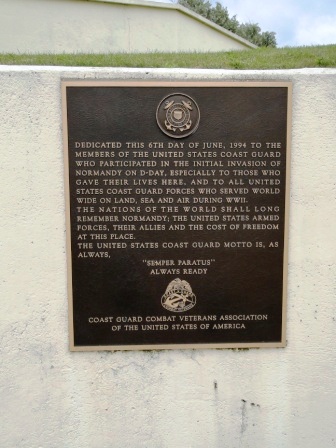 DEDICATED THIS 6TH DAY OF JUNE, 1994 TO THE
MEMBERS OF THE UNITED STATES COAST GUARD
WHO PARTICIPATED IN THE INITIAL INVASION OF
NORMANDY ON D-DAY, ESPECIALLY TO THOSE WHO
GAVE THEIR LIVES HERE, AND TO ALL UNITED
STATES COAST GUARD FORCES WHO SERVED WORLD
WIDE ON LAND, SEA AND AIR DURING WWII.
THE NATIONS OF THE WORLD SHALL LONG
REMEMBER NORMANDY; THE UNITED STATES ARMED
FORCES, THEIR ALLIES AND THE COST OF FREEDOM
AT THIS PLACE.
THE UNITED STATES COAST GUARD MOTTO IS, AS
ALWAYS,
"SEMPER PARATUS"
ALWAYS READY
COAST GUARD COMBAT VETERANS ASSOCIATION
OF THE UNITED STATES OF AMERICA